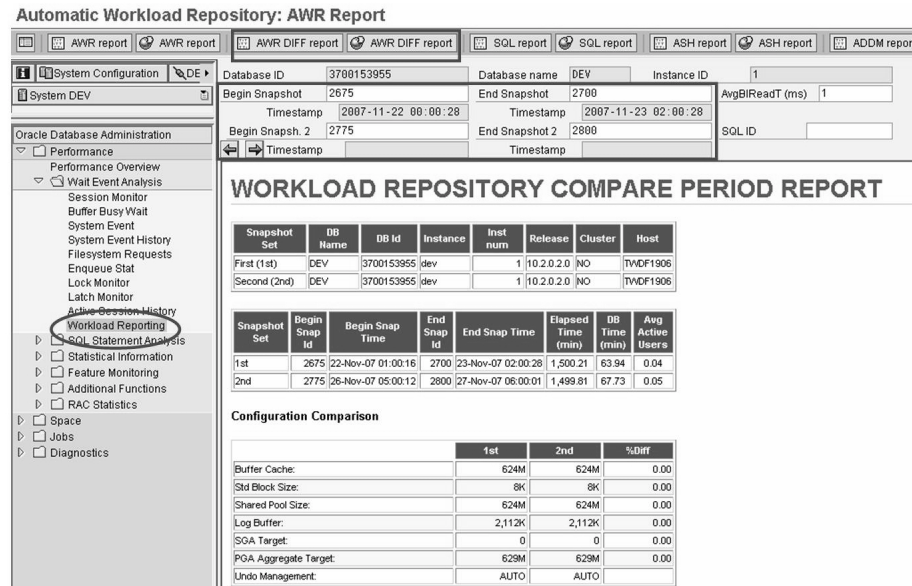 Automatic Workload Repository: AWR Report
AWR report AWR report AWR DIFF report AWR DIFF report SQL report SQL report ASH report ASH report ADDM repor
System Configuration DE
System DEV
Database ID 3700153955 Database name DEV Instance ID 1
Begin Snapshot 2675 End Snapshot 2700 AvgBlReadT (ms) 1
Timestamp 2007-11-22 00:00:28 Timestamp 2007-11-23 02:00:28
Begin Snapsh. 2 2775 End Snapshot 2 2800 SQL ID
Timestamp Timestamp
Oracle Database Administration
Performance
Performance Overview
Wait Event Analysis
Session Monitor
Buffer Busy Wait
System Event
System Event History
Filesystem Requests
Enqueue Stat
Lock Monitor
Latch Monitor
Active Session History
Workload Reporting
SQL Statement Analysis
Statistical Information
Feature Monitoring
Additional Functions
RAC Statistics
Space
Jobs
Diagnostics
WORKLOAD REPOSITORY COMPARE PERIOD REPORT
Snapshot Set DB Name DB Id Instance Inst num Release Cluster Host
First (1st) DEV 3700153955 dev 1 10.2.0.2.0 NO TWDF1906
Second (2nd) DEV 3700153955 dev 1 10.2.0.2.0 NO TWDF1906
Snapshot Set Begin Snap Id Begin Snap Time End Snap Id End Snap Time Elapsed Time (min) DB Time (min) Avg Active Users
1st 2675 22-Nov-07 01:00:16 2700 23-Nov-07 02:00:28 1,500.21 63.94 0.04
2nd 2775 26-Nov-07 05:00:12 2800 27-Nov-07 06:00:01 1,499.81 67.73 0.05
Configuration Comparison
1st 2nd %Diff
Buffer Cache: 624M 624M 0.00
Std Block Size: 8K 8K 0.00
Shared Pool Size: 624M 624M 0.00
Log Buffer: 2,112K 2,112K 0.00
SGA Target: 0 0 0.00
PGA Aggregate Target: 629M 629M 0.00
Undo Management: AUTO AUTO